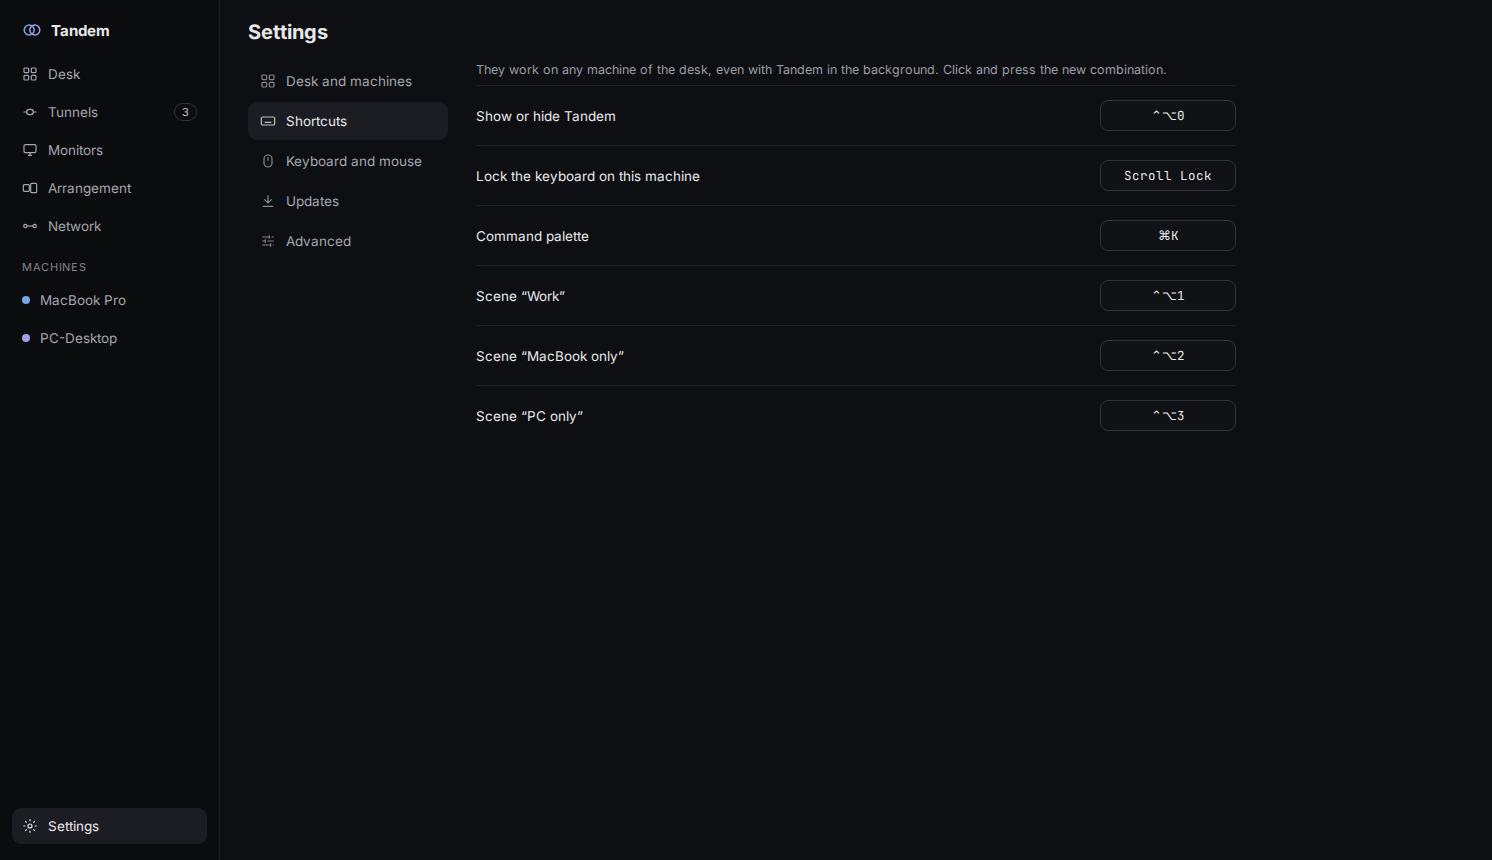 Tandem
Desk
Tunnels 3
Monitors
Arrangement
Network
MACHINES
MacBook Pro
PC-Desktop
Settings
Settings
Desk and machines
Shortcuts
Keyboard and mouse
Updates
Advanced
They work on any machine of the desk, even with Tandem in the background. Click and press the new combination.
Show or hide Tandem ⌃⌥0
Lock the keyboard on this machine Scroll Lock
Command palette ⌘K
Scene “Work” ⌃⌥1
Scene “MacBook only” ⌃⌥2
Scene “PC only” ⌃⌥3